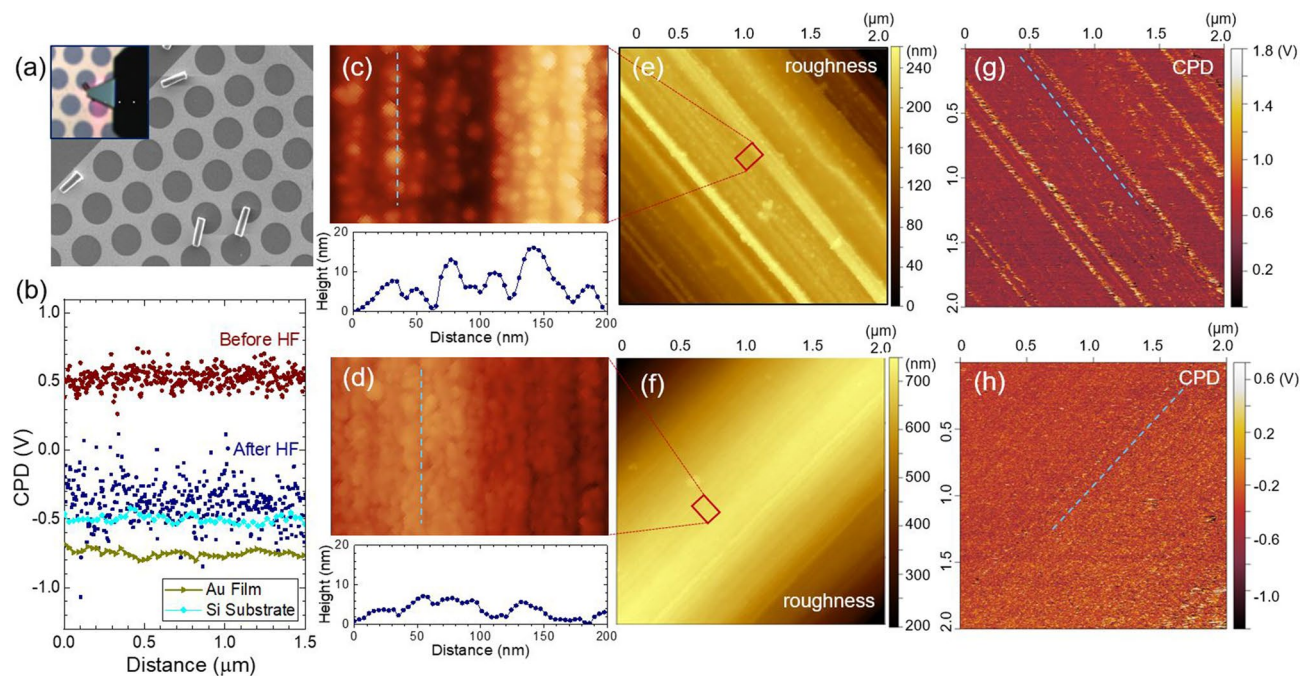 (a)
(b)
Before HF
After HF
CPD (V)
0.5
0.0
-0.5
-1.0
Au Film
Si Substrate
0.0 0.5 1.0 1.5
Distance (μm)
(c)
Height (nm)
20
10
0
0 50 100 150 200
Distance (nm)
(d)
Height (nm)
20
10
0
0 50 100 150 200
Distance (nm)
(μm)
0 0.5 1.0 1.5 2.0
(e)
roughness
(nm)
240
200
160
120
80
40
0
(μm)
0 0.5 1.0 1.5 2.0
(f)
roughness
(nm)
700
600
500
400
300
200
(μm)
0.5 1.0 1.5 2.0
(g)
CPD
0.5
1.0
1.5
2.0
1.8 (V)
1.4
1.0
0.6
0.2
(μm)
0.5 1.0 1.5 2.0
(h)
CPD
0.5
1.0
1.5
2.0
0.6 (V)
0.2
-0.2
-0.6
-1.0